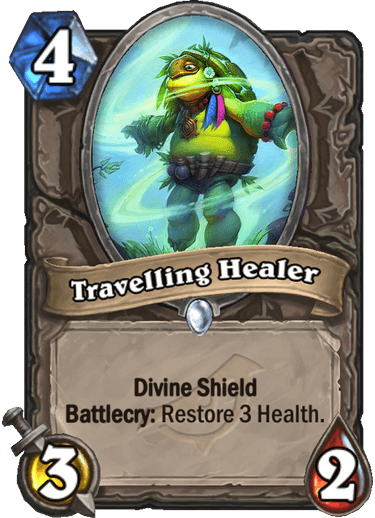 4
Travelling Healer
Divine Shield
Battlecry: Restore 3 Health.
3
2